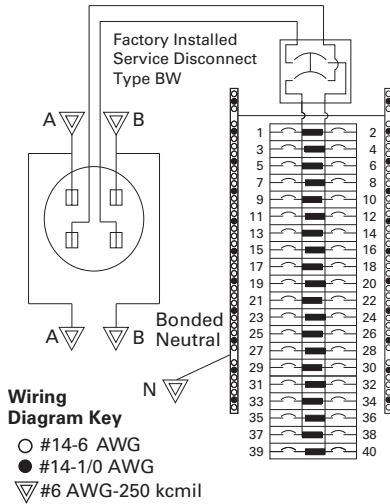 Factory Installed
Service Disconnect
Type BW
A B
1 2
3 4
5 6
7 8
9 10
11 12
13 14
15 16
17 18
19 20
21 22
23 24
25 26
27 28
29 30
31 32
33 34
35 36
37 38
39 40
A B
Bonded
Neutral
N
Wiring
Diagram Key
#14-6 AWG
#14-1/0 AWG
#6 AWG-250 kcmil